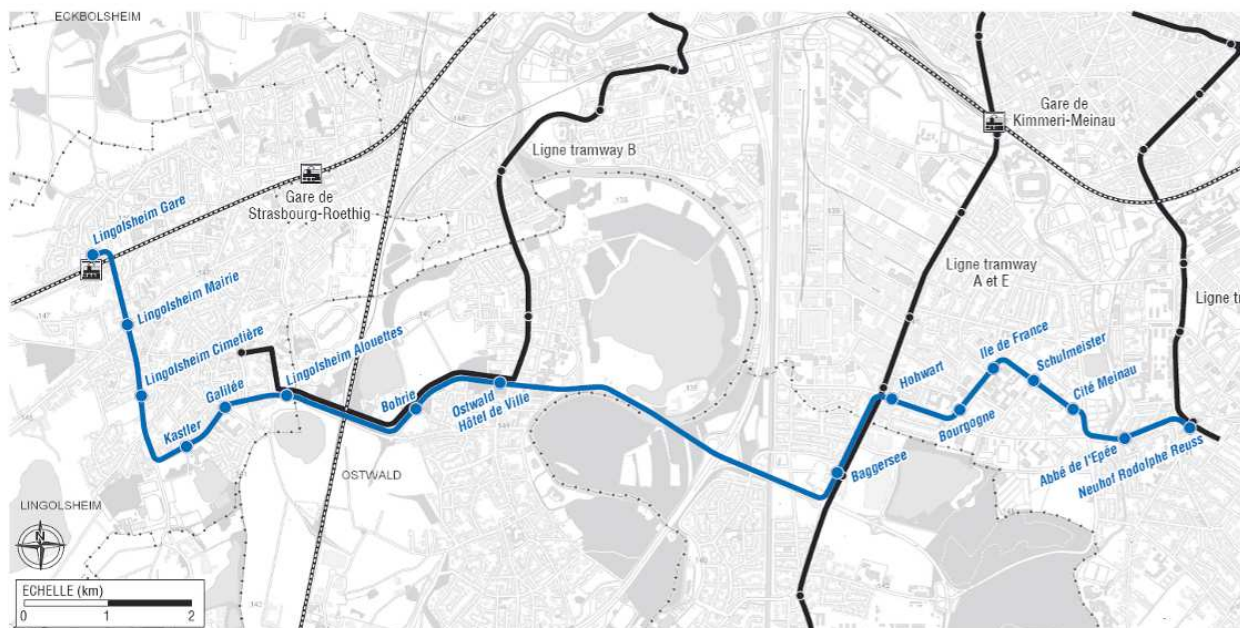 ECKBOLSHEIM
Gare de
Kimmeri-Meinau
Ligne tramway B
Gare de
Strasbourg-Roethig
Lingolsheim Gare
Lingolsheim Mairie
Lingolsheim Cimetière
Galilée
Kastler
Lingolsheim Alouettes
Bohrie
Ostwald
Hôtel de Ville
Ligne tramway
A et E
Ligne tr
Hohwart
Ile de France
Schulmeister
Cité Meinau
Bourgogne
Baggersee
Abbé de l'Epée
Neuhof Rodolphe Reuss
OSTWALD
LINGOLSHEIM
N
ECHELLE (km)
0 1 2